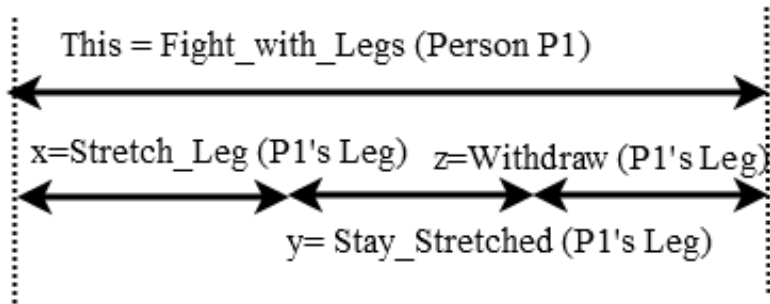 This = Fight_with_Legs (Person P1)
x=Stretch_Leg (P1's Leg) z=Withdraw (P1's Leg)
y= Stay_Stretched (P1's Leg)